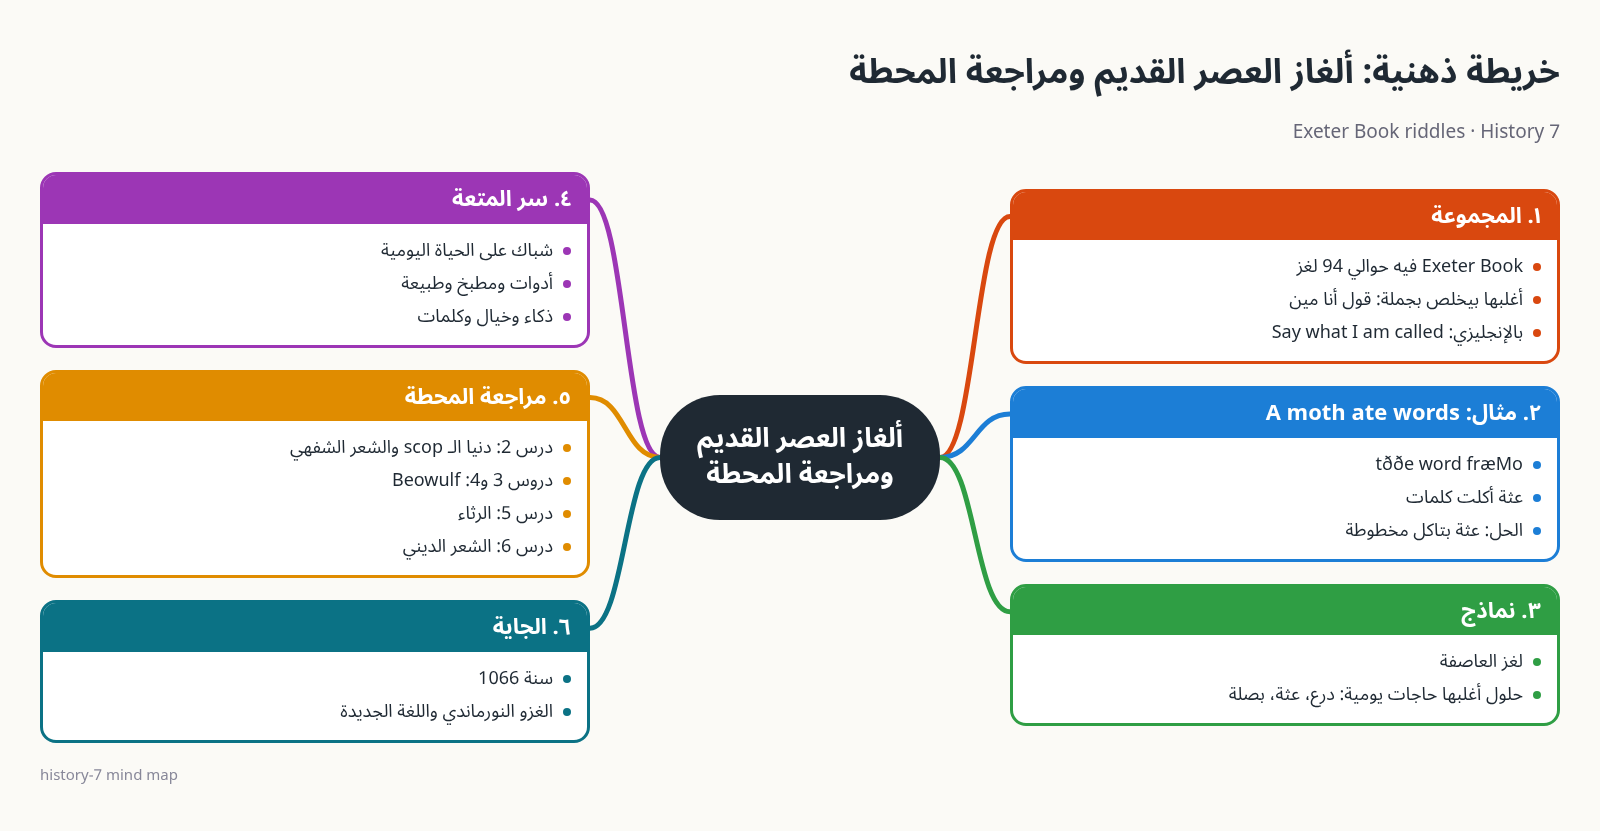 خريطة ذهنية: ألغاز العصر القديم ومراجعة المحطة
Exeter Book riddles · History 7
ألغاز العصر القديم
ومراجعة المحطة
١. المجموعة
Exeter Book فيه حوالي 94 لغز
أغلبها بيخلص بجملة: قول أنا مين
بالإنجليزي: Say what I am called
٢. مثال: A moth ate words
tððe word fræMo
عثة أكلت كلمات
الحل: عثة بتاكل مخطوطة
٣. نماذج
لغز العاصفة
حلول أغلبها حاجات يومية: درع، عثة، بصلة
٤. سر المتعة
شباك على الحياة اليومية
أدوات ومطبخ وطبيعة
ذكاء وخيال وكلمات
٥. مراجعة المحطة
درس 2: دنيا الـ scop والشعر الشفهي
دروس 3 و4: Beowulf
درس 5: الرثاء
درس 6: الشعر الديني
٦. الجاية
سنة 1066
الغزو النورماندي واللغة الجديدة
history-7 mind map